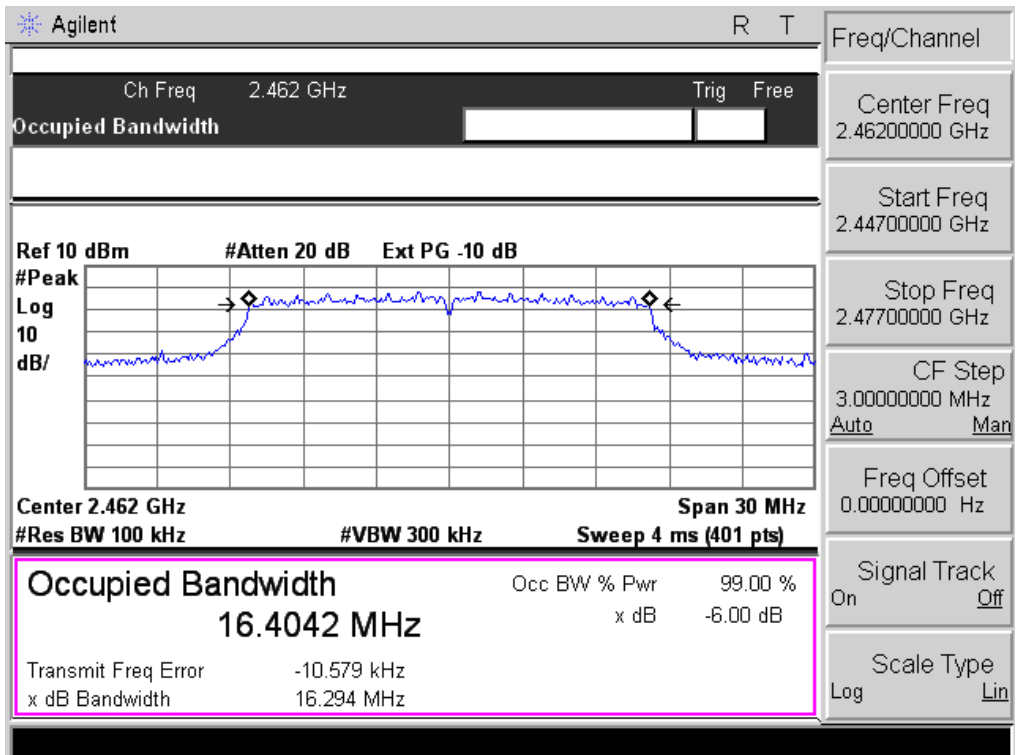 Agilent R T
Ch Freq 2.462 GHz Trig Free
Occupied Bandwidth
Ref 10 dBm #Atten 20 dB Ext PG -10 dB
#Peak
Log
10
dB/
Center 2.462 GHz Span 30 MHz
#Res BW 100 kHz #VBW 300 kHz Sweep 4 ms (401 pts)
Occupied Bandwidth
16.4042 MHz
Occ BW % Pwr 99.00 %
x dB -6.00 dB
Transmit Freq Error -10.579 kHz
x dB Bandwidth 16.294 MHz
Freq/Channel
Center Freq
2.46200000 GHz
Start Freq
2.44700000 GHz
Stop Freq
2.47700000 GHz
CF Step
3.00000000 MHz
Auto Man
Freq Offset
0.00000000 Hz
Signal Track
On Off
Scale Type
Log Lin